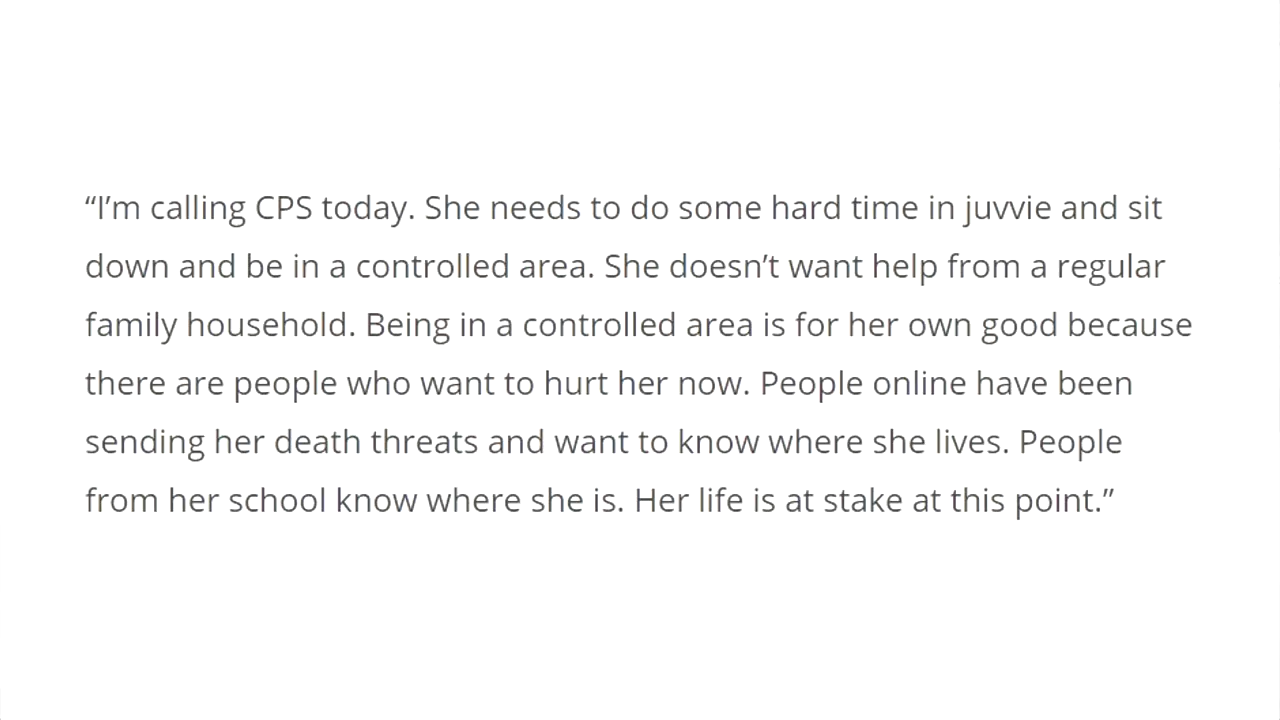 “I’m calling CPS today. She needs to do some hard time in juvvie and sit
down and be in a controlled area. She doesn’t want help from a regular
family household. Being in a controlled area is for her own good because
there are people who want to hurt her now. People online have been
sending her death threats and want to know where she lives. People
from her school know where she is. Her life is at stake at this point.”